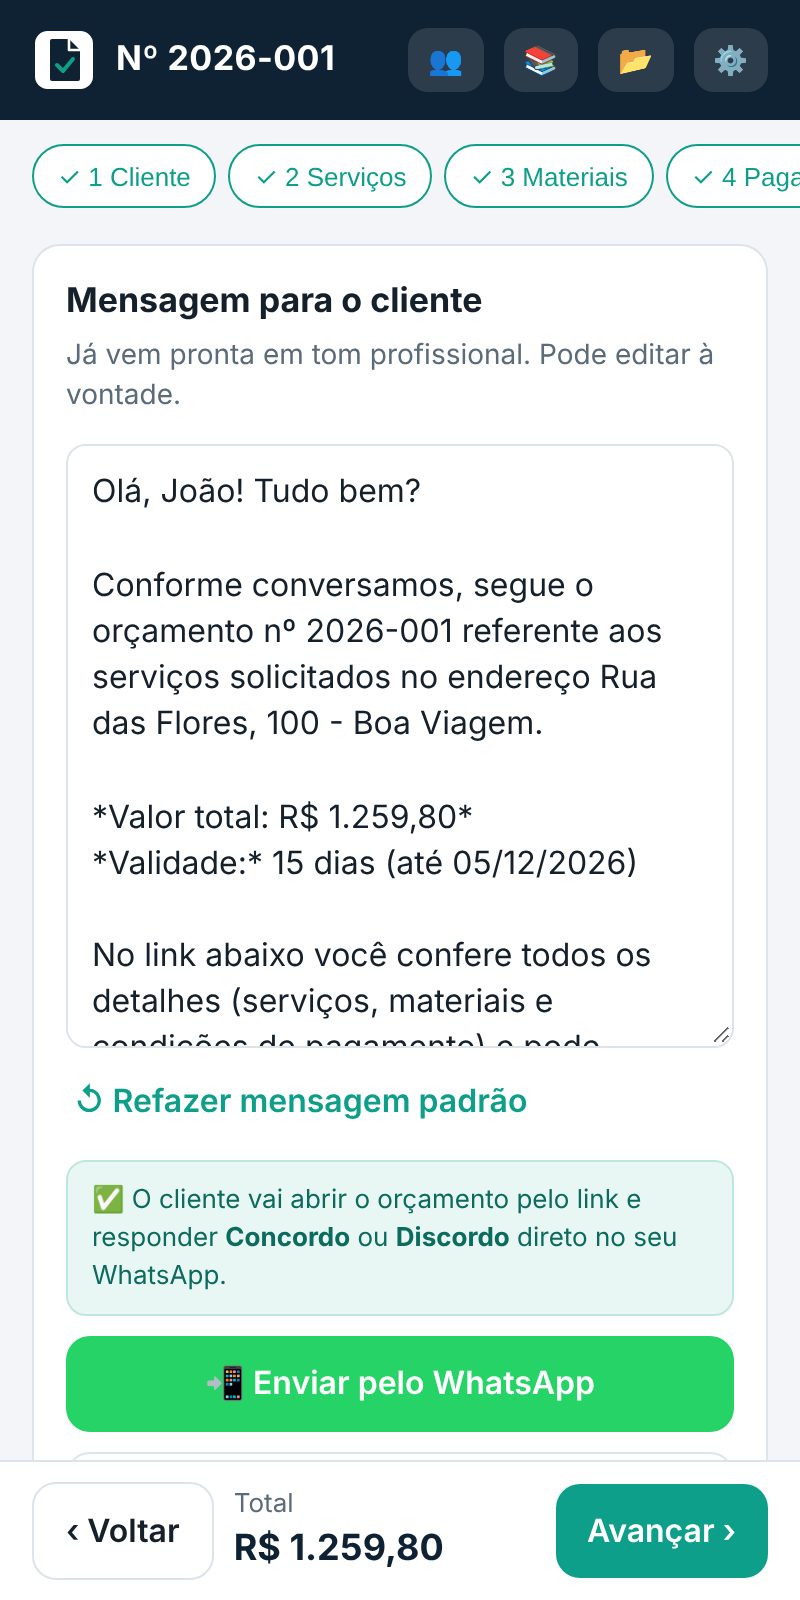 Nº 2026-001
✓ 1 Cliente
✓ 2 Serviços
✓ 3 Materiais
✓ 4 Paga
Mensagem para o cliente
Já vem pronta em tom profissional. Pode editar à
vontade.
Olá, João! Tudo bem?
Conforme conversamos, segue o
orçamento nº 2026-001 referente aos
serviços solicitados no endereço Rua
das Flores, 100 - Boa Viagem.
*Valor total: R$ 1.259,80*
*Validade:* 15 dias (até 05/12/2026)
No link abaixo você confere todos os
detalhes (serviços, materiais e
condições de pagamento) e pode
Refazer mensagem padrão
✅ O cliente vai abrir o orçamento pelo link e
responder Concordo ou Discordo direto no seu
WhatsApp.
📲 Enviar pelo WhatsApp
‹ Voltar
Total
R$ 1.259,80
Avançar ›